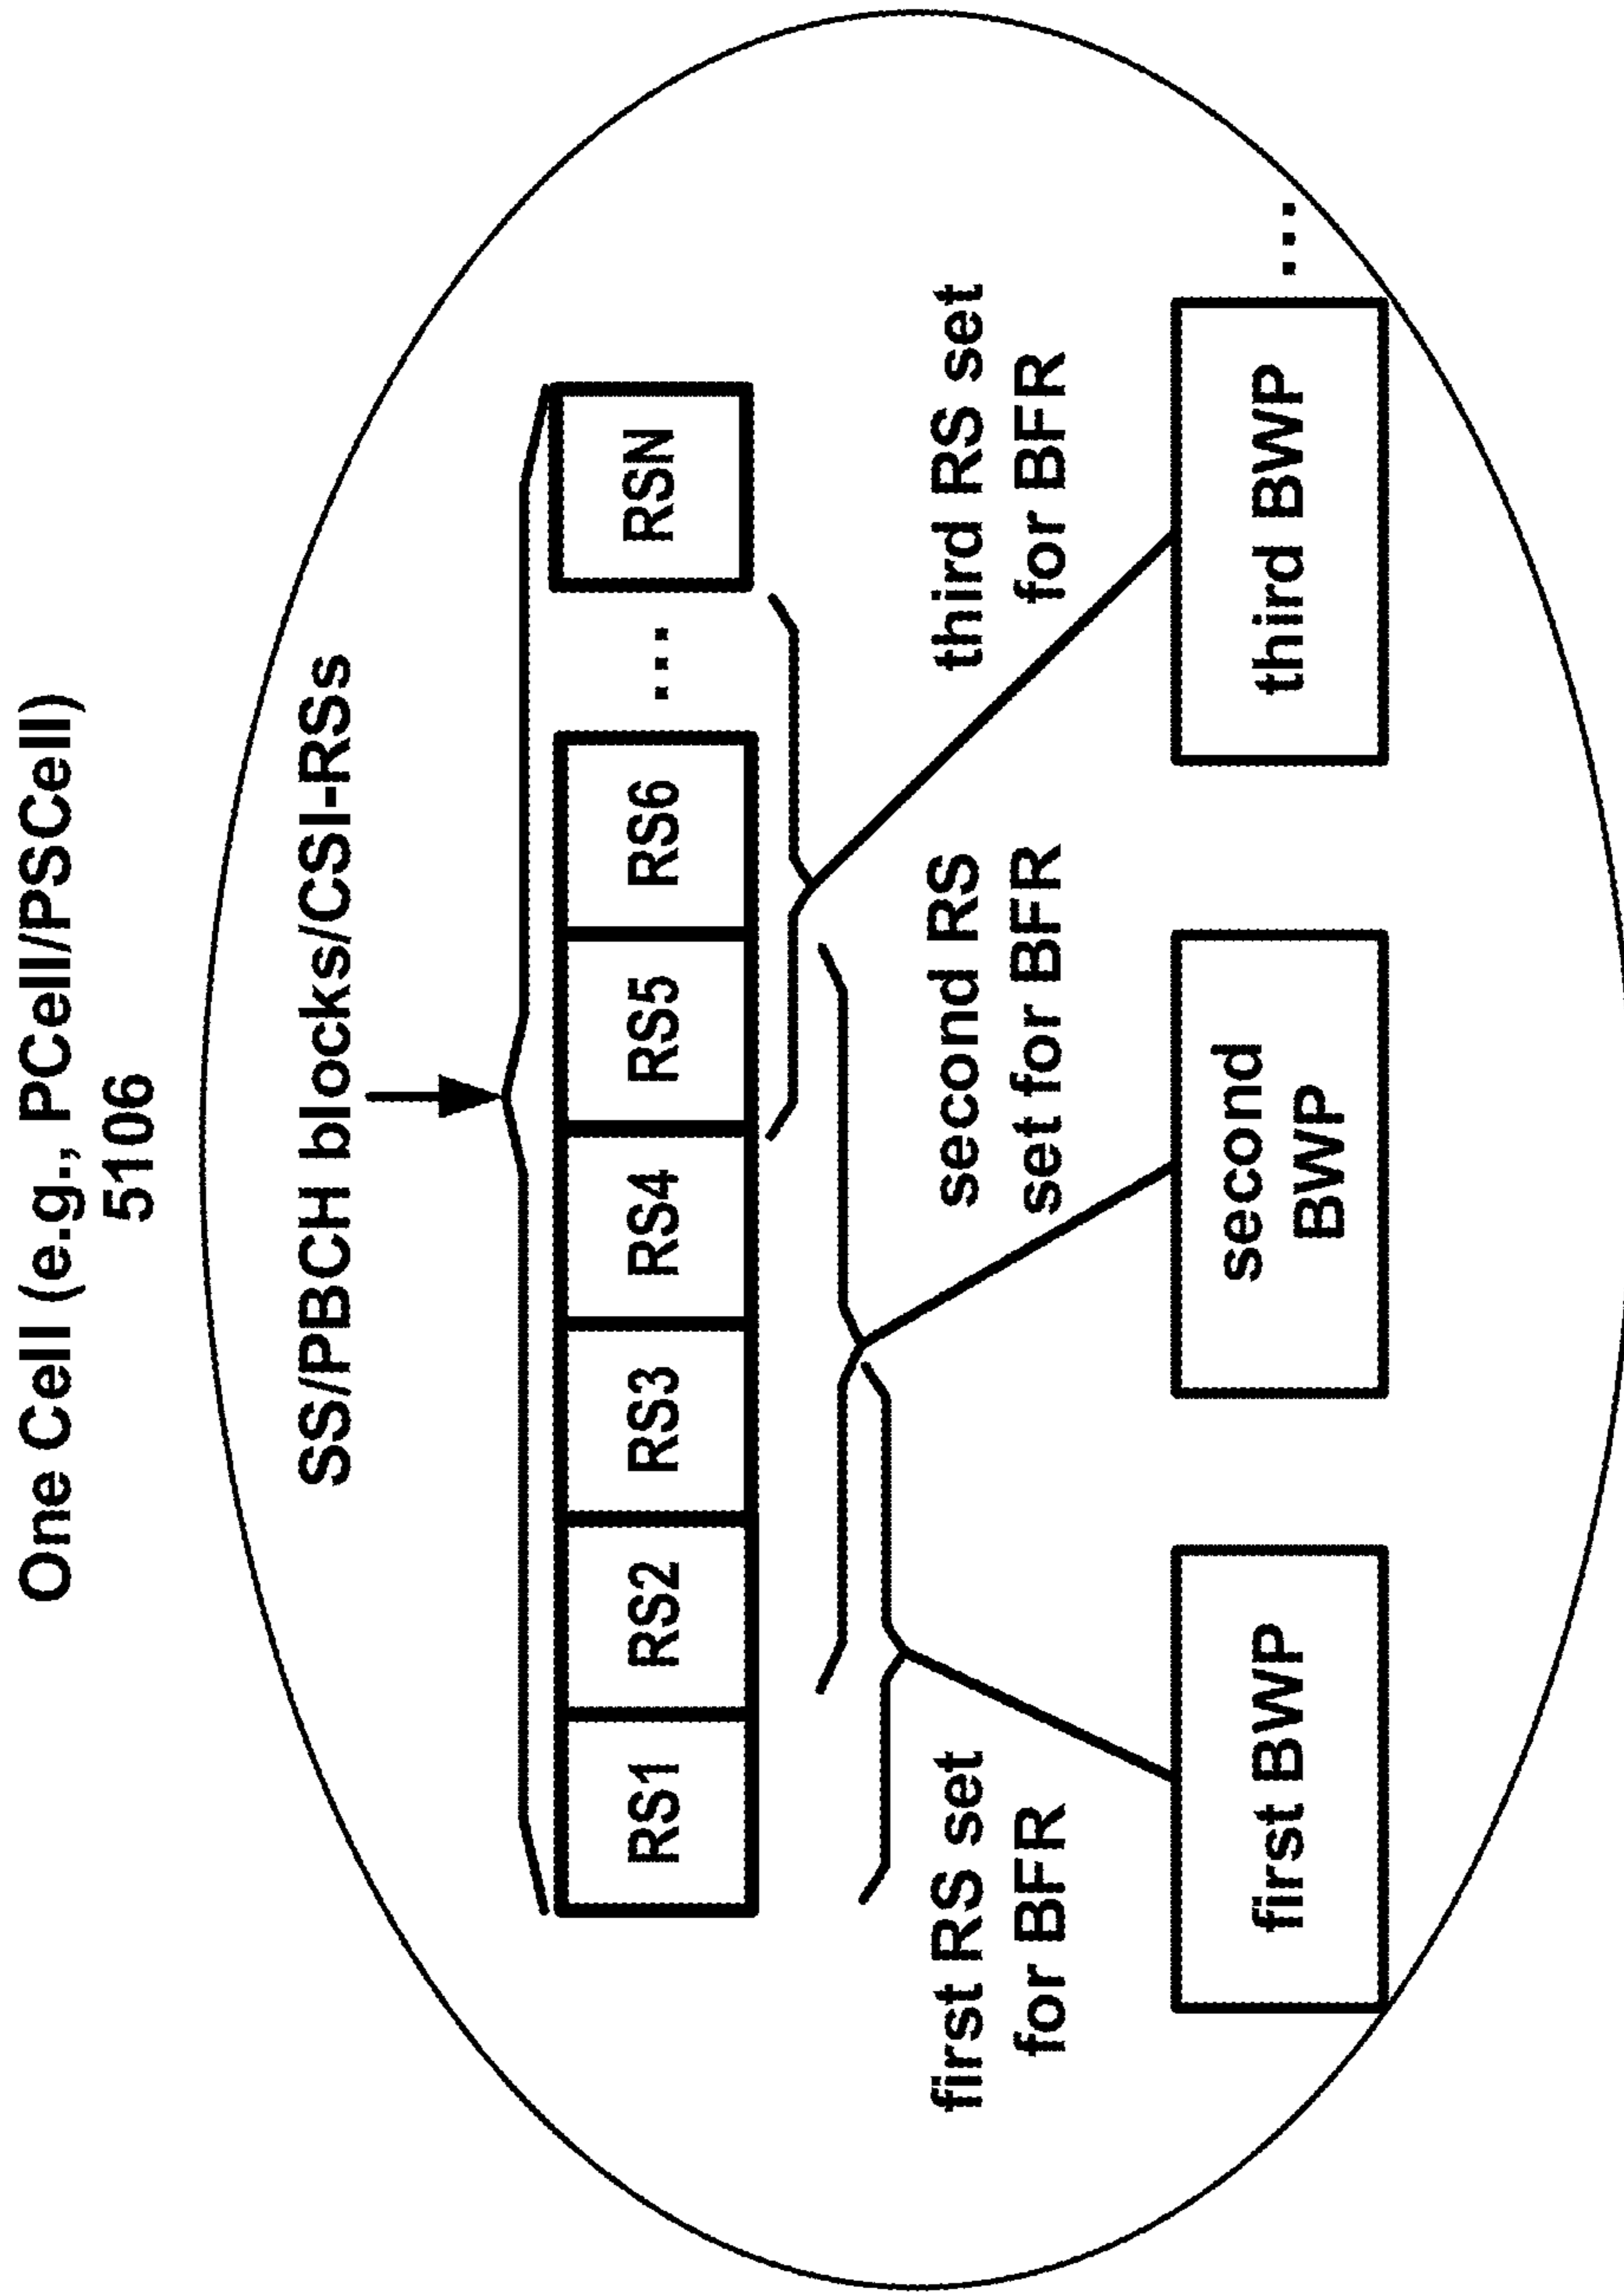 One Cell (e.g., PCell/PSCell)
5106
SS/PBCH blocks/CSI-RSs
RS1 RS2 RS3 RS4 RS5 RS6 ... RSN
first RS set
for BFR
second RS
set for BFR
third RS set
for BFR
first BWP
second
BWP
third BWP
...